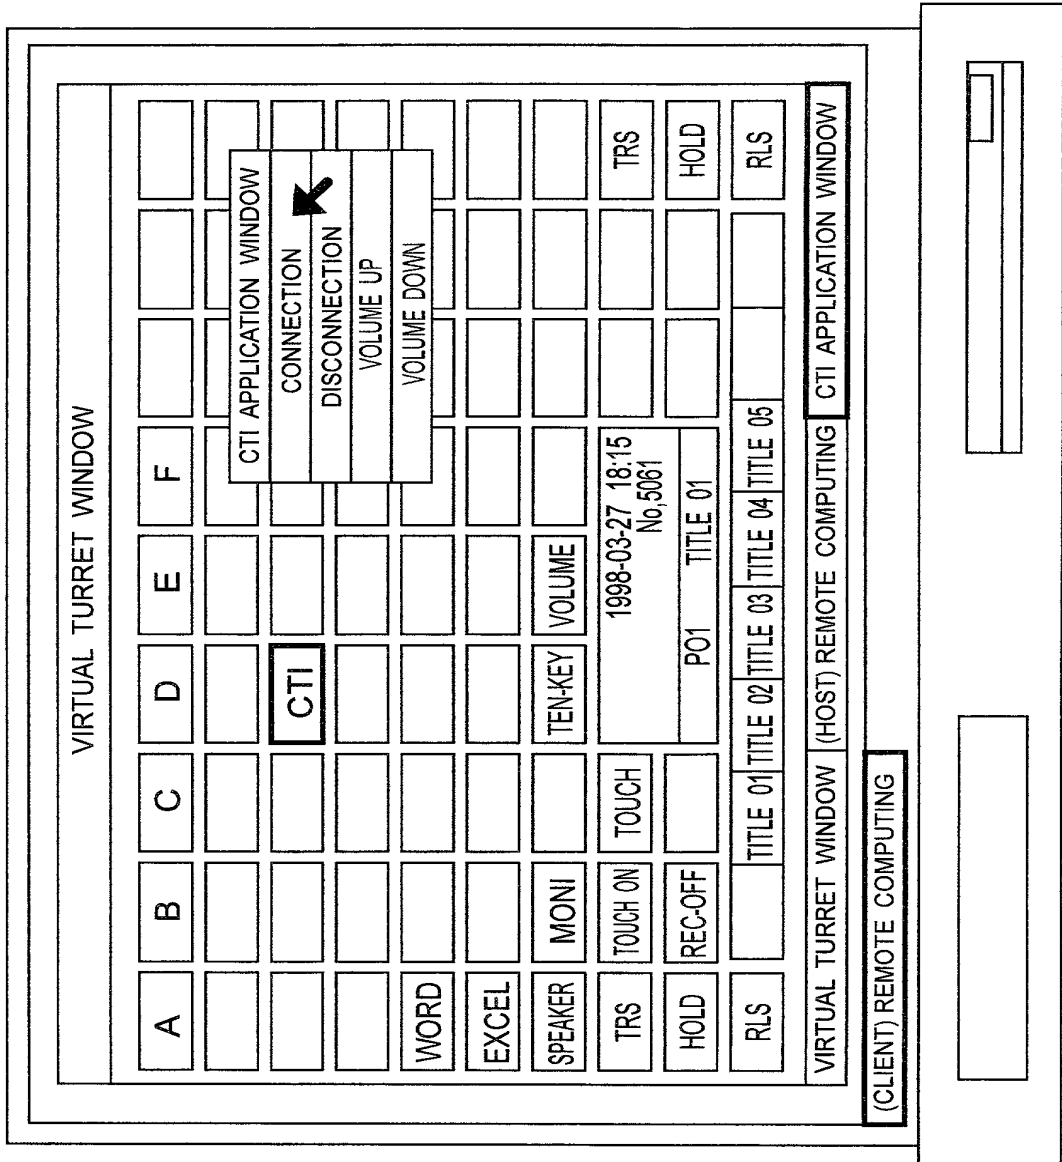 VIRTUAL TURRET WINDOW
A B C D E F
CTI
WORD
EXCEL
SPEAKER MONI TEN-KEY VOLUME
TRS TOUCH ON TOUCH 1998-03-27 18:15 TRS
No,5061
HOLD REC-OFF PO1 TITLE 01 HOLD
RLS TITLE 01 TITLE 02 TITLE 03 TITLE 04 TITLE 05 RLS
CTI APPLICATION WINDOW
CONNECTION
DISCONNECTION
VOLUME UP
VOLUME DOWN
VIRTUAL TURRET WINDOW (HOST) REMOTE COMPUTING CTI APPLICATION WINDOW
(CLIENT) REMOTE COMPUTING